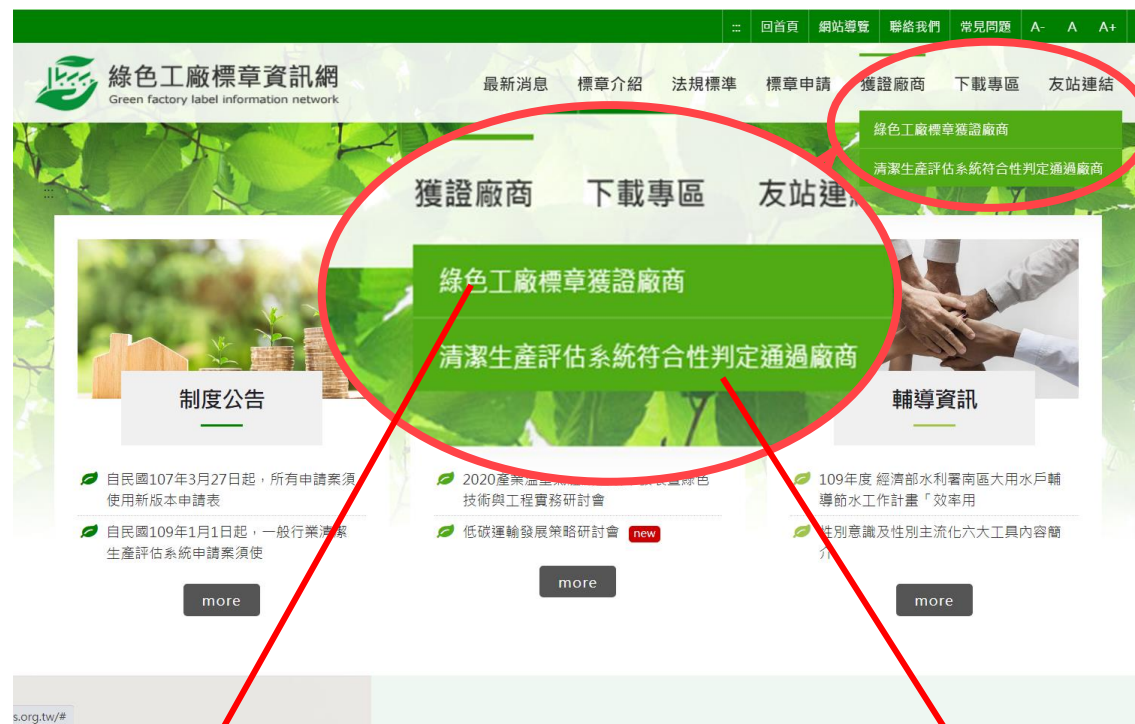 :::
回首頁
網站導覽
聯絡我們
常見問題
A-
A
A+
綠色工廠標章資訊網
Green factory label information network
最新消息
標章介紹
法規標準
標章申請
獲證廠商
下載專區
友站連結
綠色工廠標章獲證廠商
清潔生產評估系統符合性判定通過廠商
:::
獲證廠商
下載專區
友站連
綠色工廠標章獲證廠商
清潔生產評估系統符合性判定通過廠商
制度公告
自民國107年3月27日起，所有申請案須
使用新版本申請表
自民國109年1月1日起，一般行業清潔
生產評估系統申請案須使
more
2020產業溫室
綠色
技術與工程實務研討會
低碳運輸發展策略研討會 new
more
輔導資訊
109年度 經濟部水利署南區大用水戶輔
導節水工作計畫「效率用
性別意識及性別主流化六大工具內容簡
介
more
s.org.tw/#